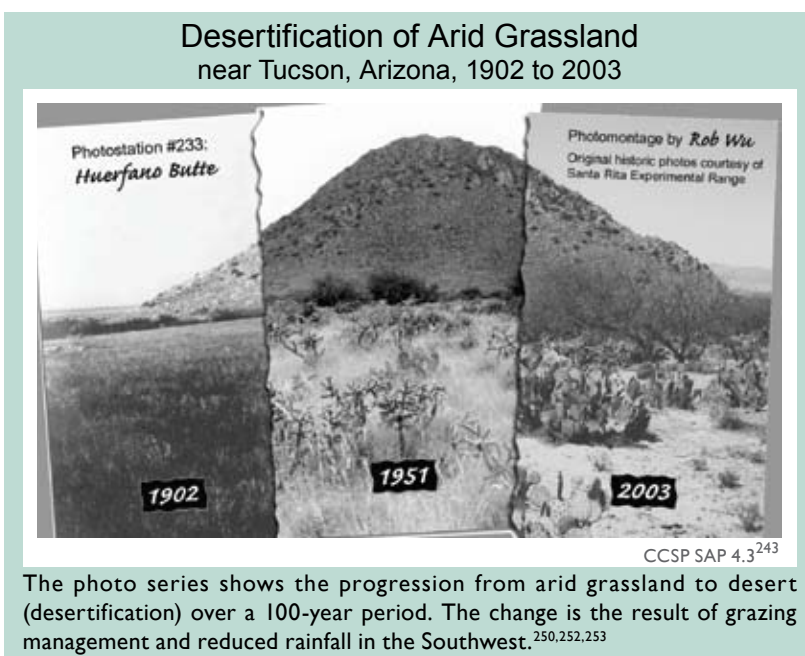 Desertification of Arid Grassland
near Tucson, Arizona, 1902 to 2003
Photostation #233:
Huerfano Butte
Photomontage by Rob Wu
Original historic photos courtesy of
Santa Rita Experimental Range
1902
1951
2003
CCSP SAP 4.3243
The photo series shows the progression from arid grassland to desert
(desertification) over a 100-year period. The change is the result of grazing
management and reduced rainfall in the Southwest.250,252,253